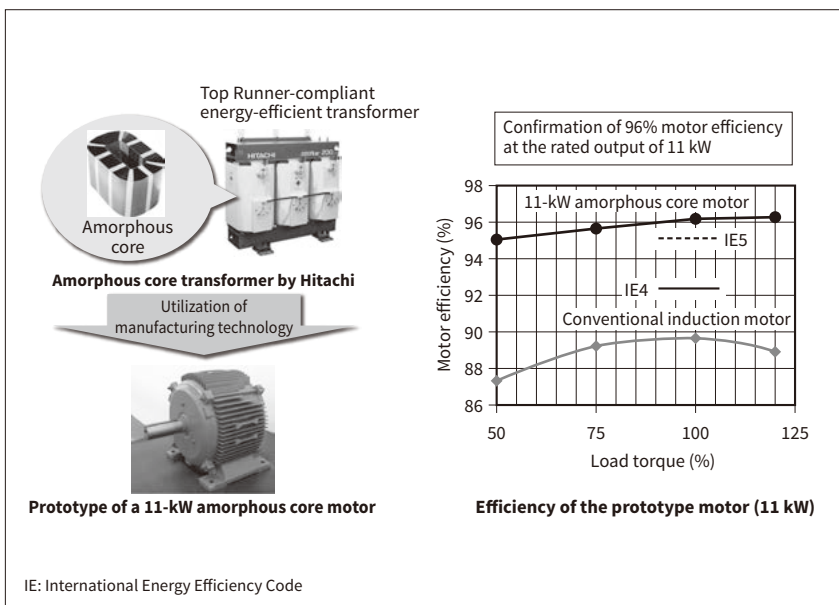 Top Runner-compliant
energy-efficient transformer
HITACHI
Amorphous
core
Amorphous core transformer by Hitachi
Utilization of
manufacturing technology
Prototype of a 11-kW amorphous core motor
Confirmation of 96% motor efficiency
at the rated output of 11 kW
Motor efficiency (%)
98
96
94
92
90
88
86
11-kW amorphous core motor
IE5
IE4
Conventional induction motor
50
75
100
125
Load torque (%)
Efficiency of the prototype motor (11 kW)
IE: International Energy Efficiency Code